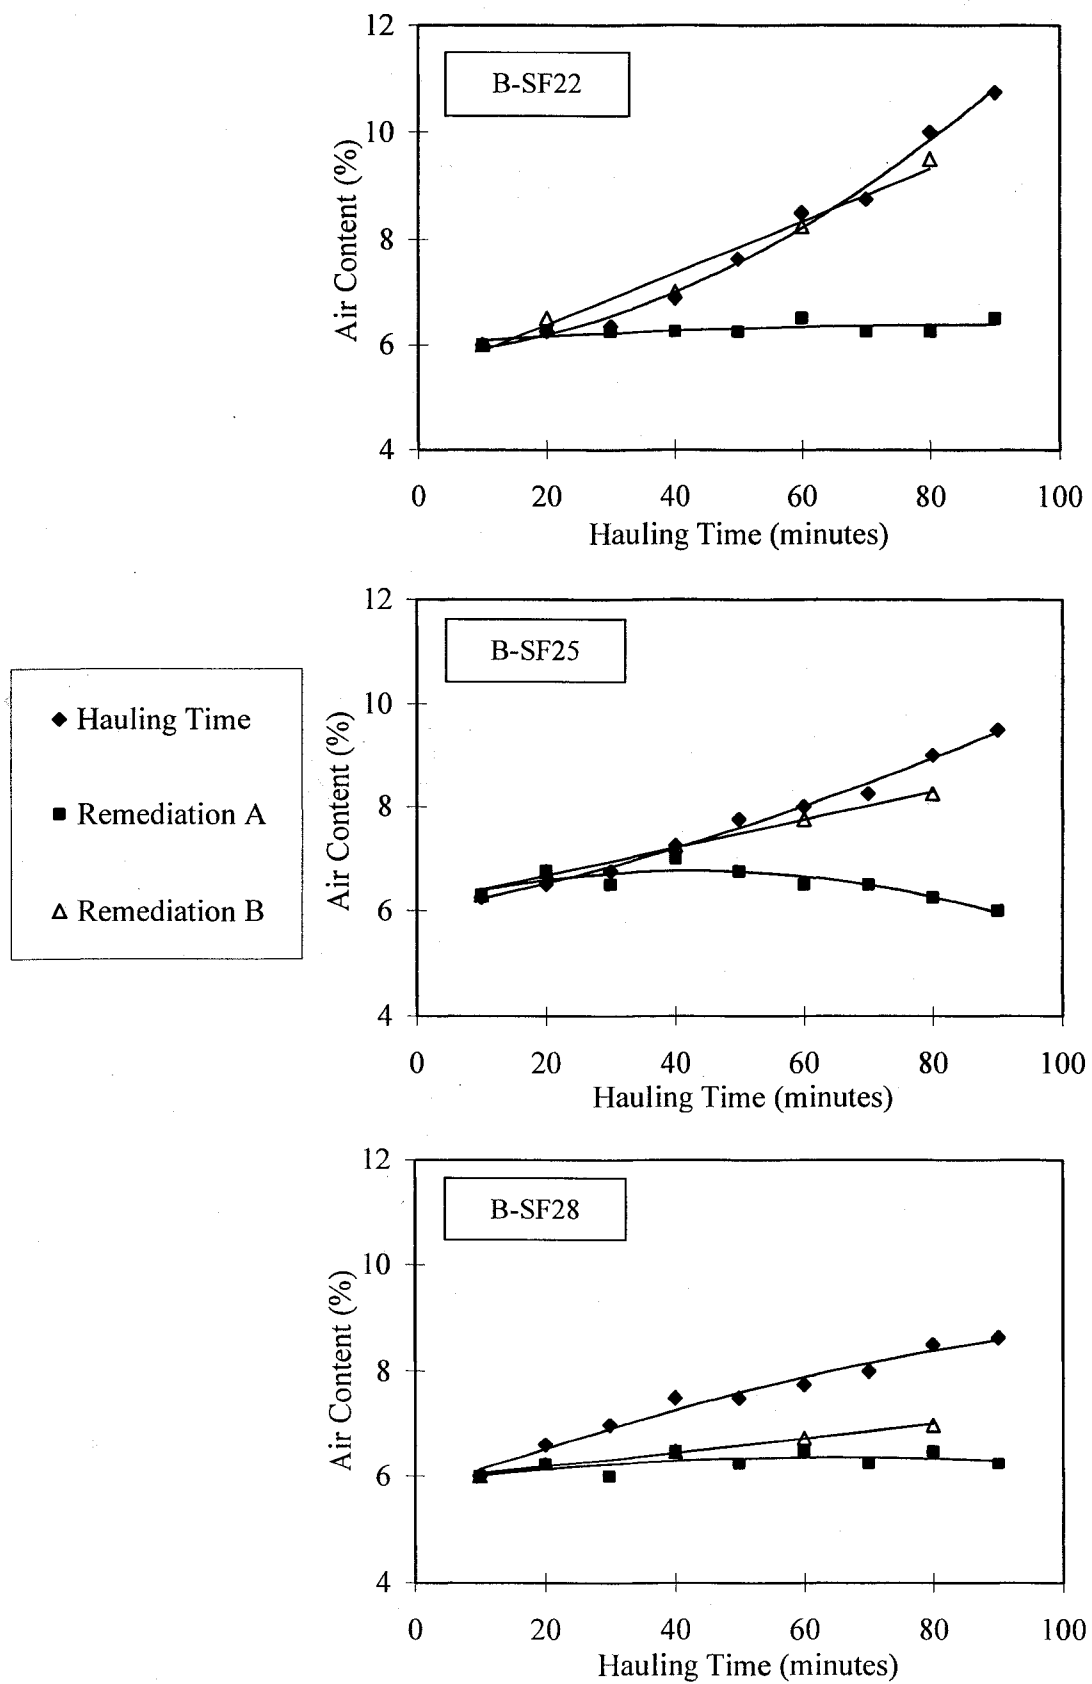 12
B-SF22
10
8
6
4
Air Content (%)
0 20 40 60 80 100
Hauling Time (minutes)
Hauling Time
Remediation A
Remediation B
12
B-SF25
10
8
6
4
Air Content (%)
0 20 40 60 80 100
Hauling Time (minutes)
12
B-SF28
10
8
6
4
Air Content (%)
0 20 40 60 80 100
Hauling Time (minutes)